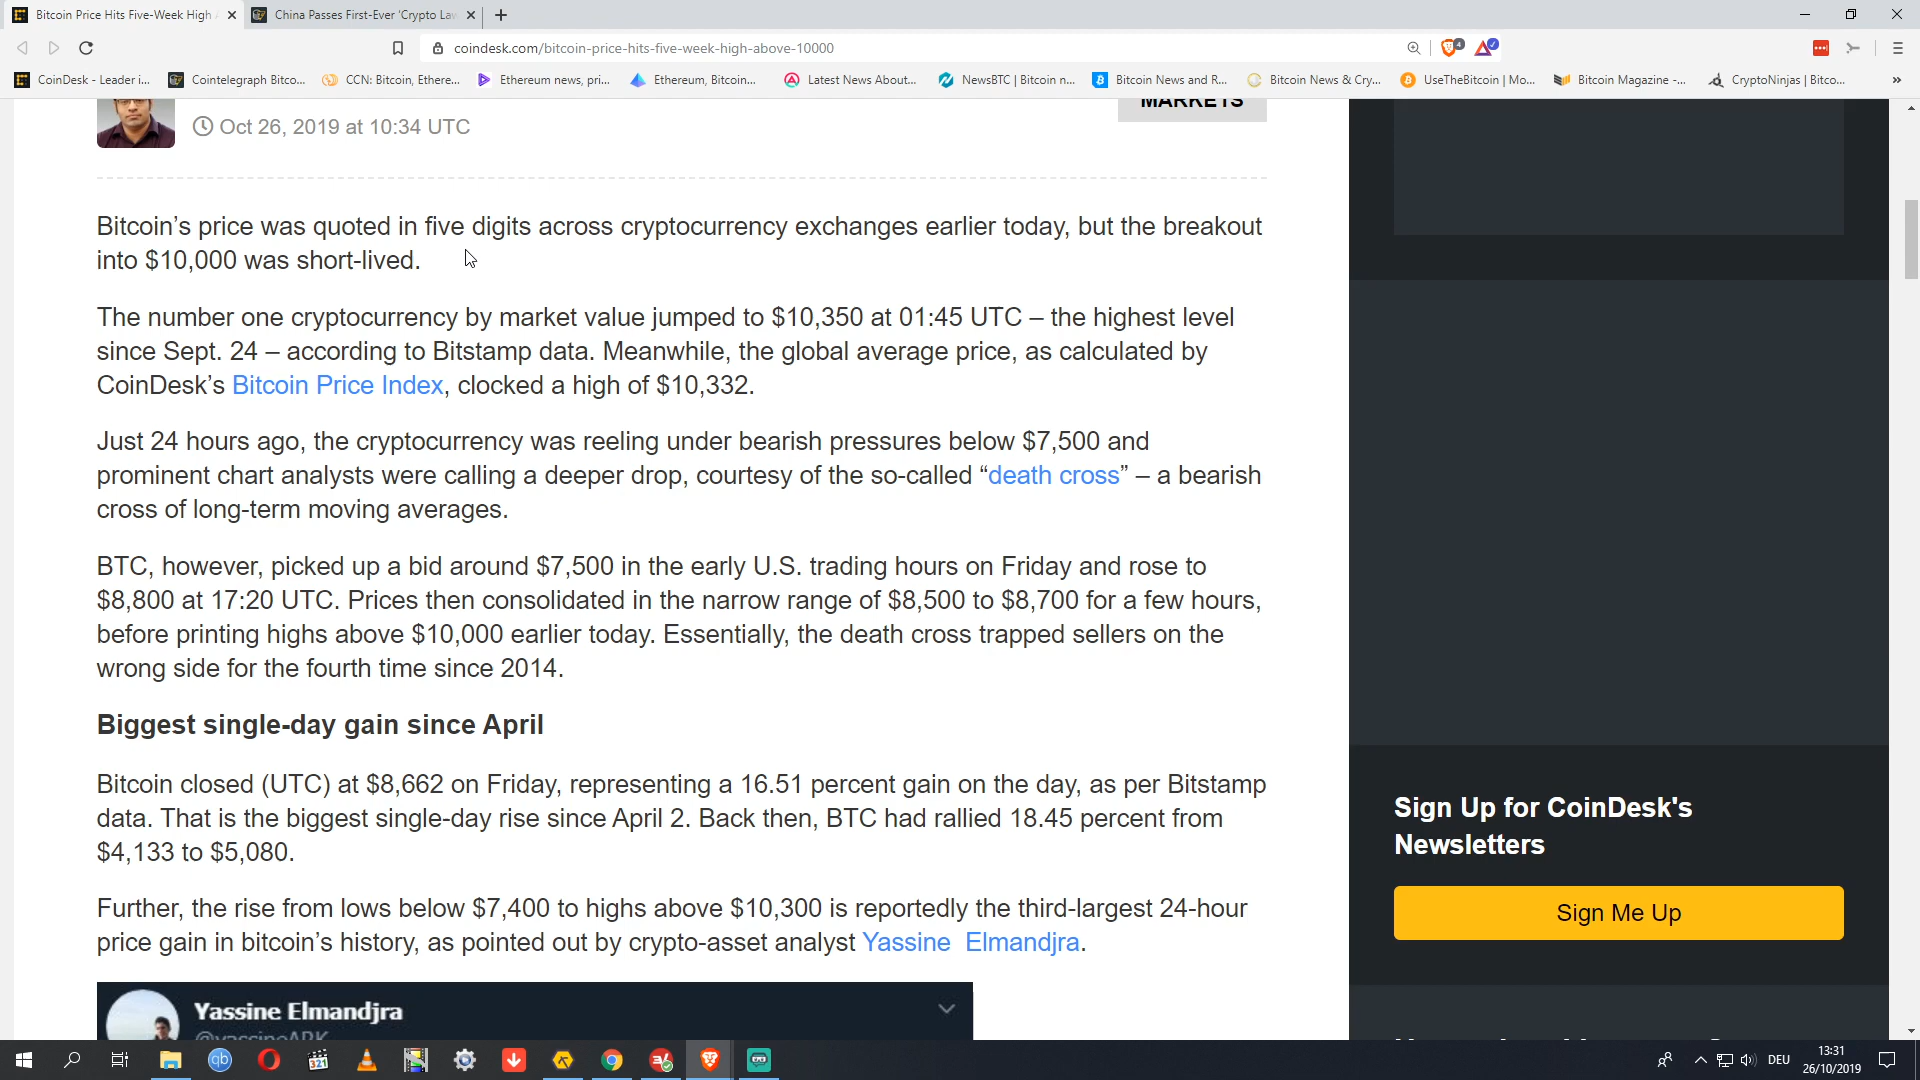 Bitcoin Price Hits Five-Week High
China Passes First-Ever 'Crypto La
coindesk.com/bitcoin-price-hits-five-week-high-above-10000
4
CoinDesk - Leader i...
Cointelegraph Bitco...
CCN: Bitcoin, Ethere...
Ethereum news, pri...
Ethereum, Bitcoin...
Latest News About...
NewsBTC | Bitcoin n...
Bitcoin News and R...
Bitcoin News & Cry...
UseTheBitcoin | Mo...
Bitcoin Magazine -...
CryptoNinjas | Bitco...
»
MARKETS
Oct 26, 2019 at 10:34 UTC
Bitcoin’s price was quoted in five digits across cryptocurrency exchanges earlier today, but the breakout
into $10,000 was short-lived.
The number one cryptocurrency by market value jumped to $10,350 at 01:45 UTC – the highest level
since Sept. 24 – according to Bitstamp data. Meanwhile, the global average price, as calculated by
CoinDesk’s Bitcoin Price Index, clocked a high of $10,332.
Just 24 hours ago, the cryptocurrency was reeling under bearish pressures below $7,500 and
prominent chart analysts were calling a deeper drop, courtesy of the so-called “death cross” – a bearish
cross of long-term moving averages.
BTC, however, picked up a bid around $7,500 in the early U.S. trading hours on Friday and rose to
$8,800 at 17:20 UTC. Prices then consolidated in the narrow range of $8,500 to $8,700 for a few hours,
before printing highs above $10,000 earlier today. Essentially, the death cross trapped sellers on the
wrong side for the fourth time since 2014.
Biggest single-day gain since April
Bitcoin closed (UTC) at $8,662 on Friday, representing a 16.51 percent gain on the day, as per Bitstamp
data. That is the biggest single-day rise since April 2. Back then, BTC had rallied 18.45 percent from
$4,133 to $5,080.
Further, the rise from lows below $7,400 to highs above $10,300 is reportedly the third-largest 24-hour
price gain in bitcoin’s history, as pointed out by crypto-asset analyst Yassine Elmandjra.
Yassine Elmandjra
@yassineARK
Sign Up for CoinDesk's
Newsletters
Sign Me Up
qb
321
DEU
13:31
26/10/2019